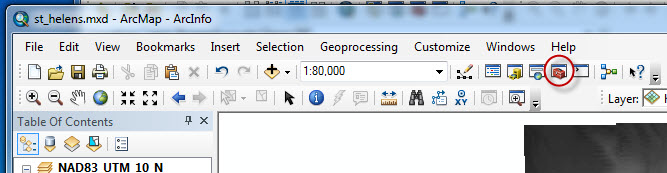 st_helens.mxd - ArcMap - ArcInfo
File Edit View Bookmarks Insert Selection Geoprocessing Customize Windows Help
1:80,000
XY
Layer:
Table Of Contents
NAD83 UTM 10 N